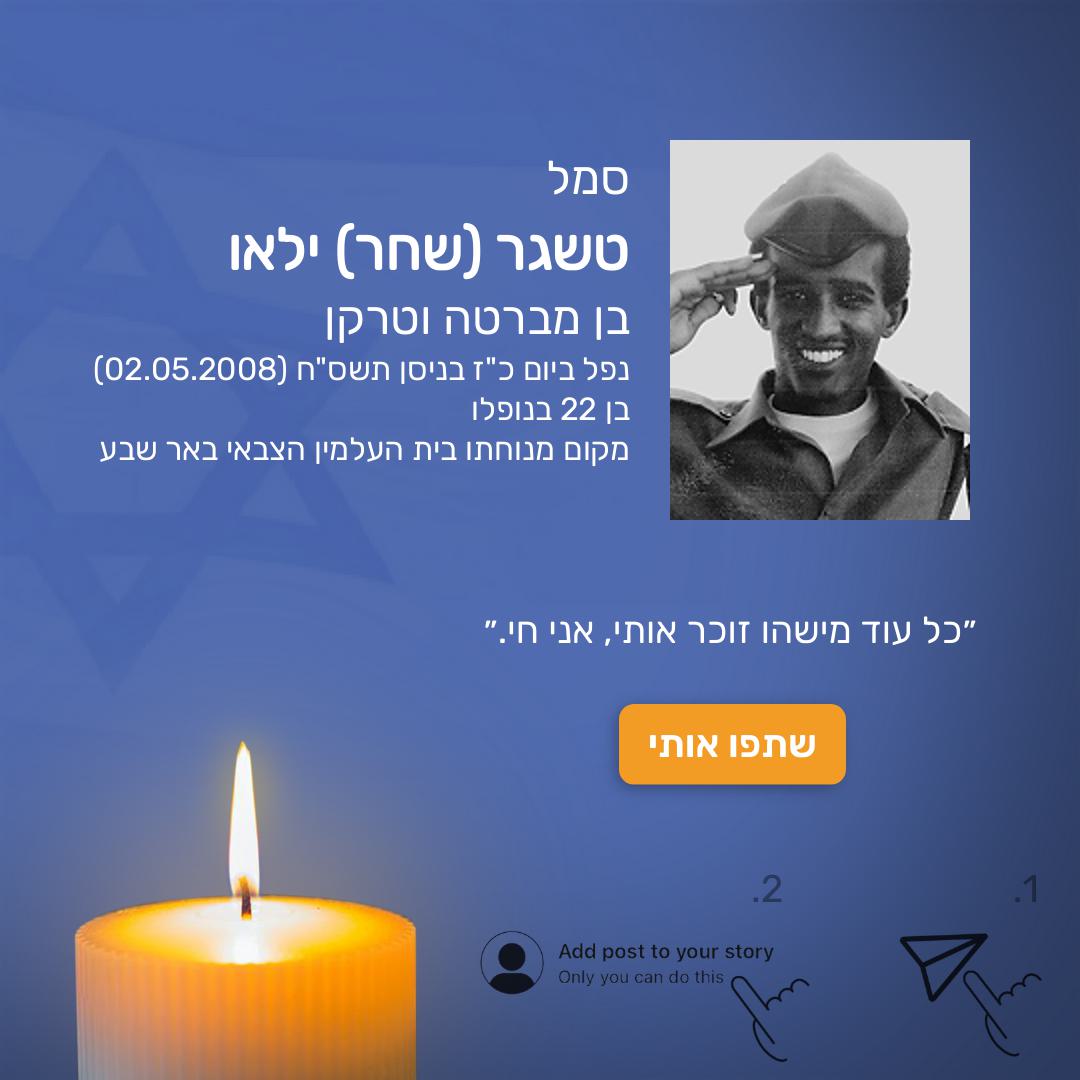 סמל
טשגר (שחר) ילאו
בן מברטה וטרקן
נפל ביום כ"ז בניסן תשס"ח (02.05.2008)
בן 22 בנופלו
מקום מנוחתו בית העלמין הצבאי באר שבע
״כל עוד מישהו זוכר אותי, אני חי.״
שתפו אותי
1.
2.
Add post to your story
Only you can do this